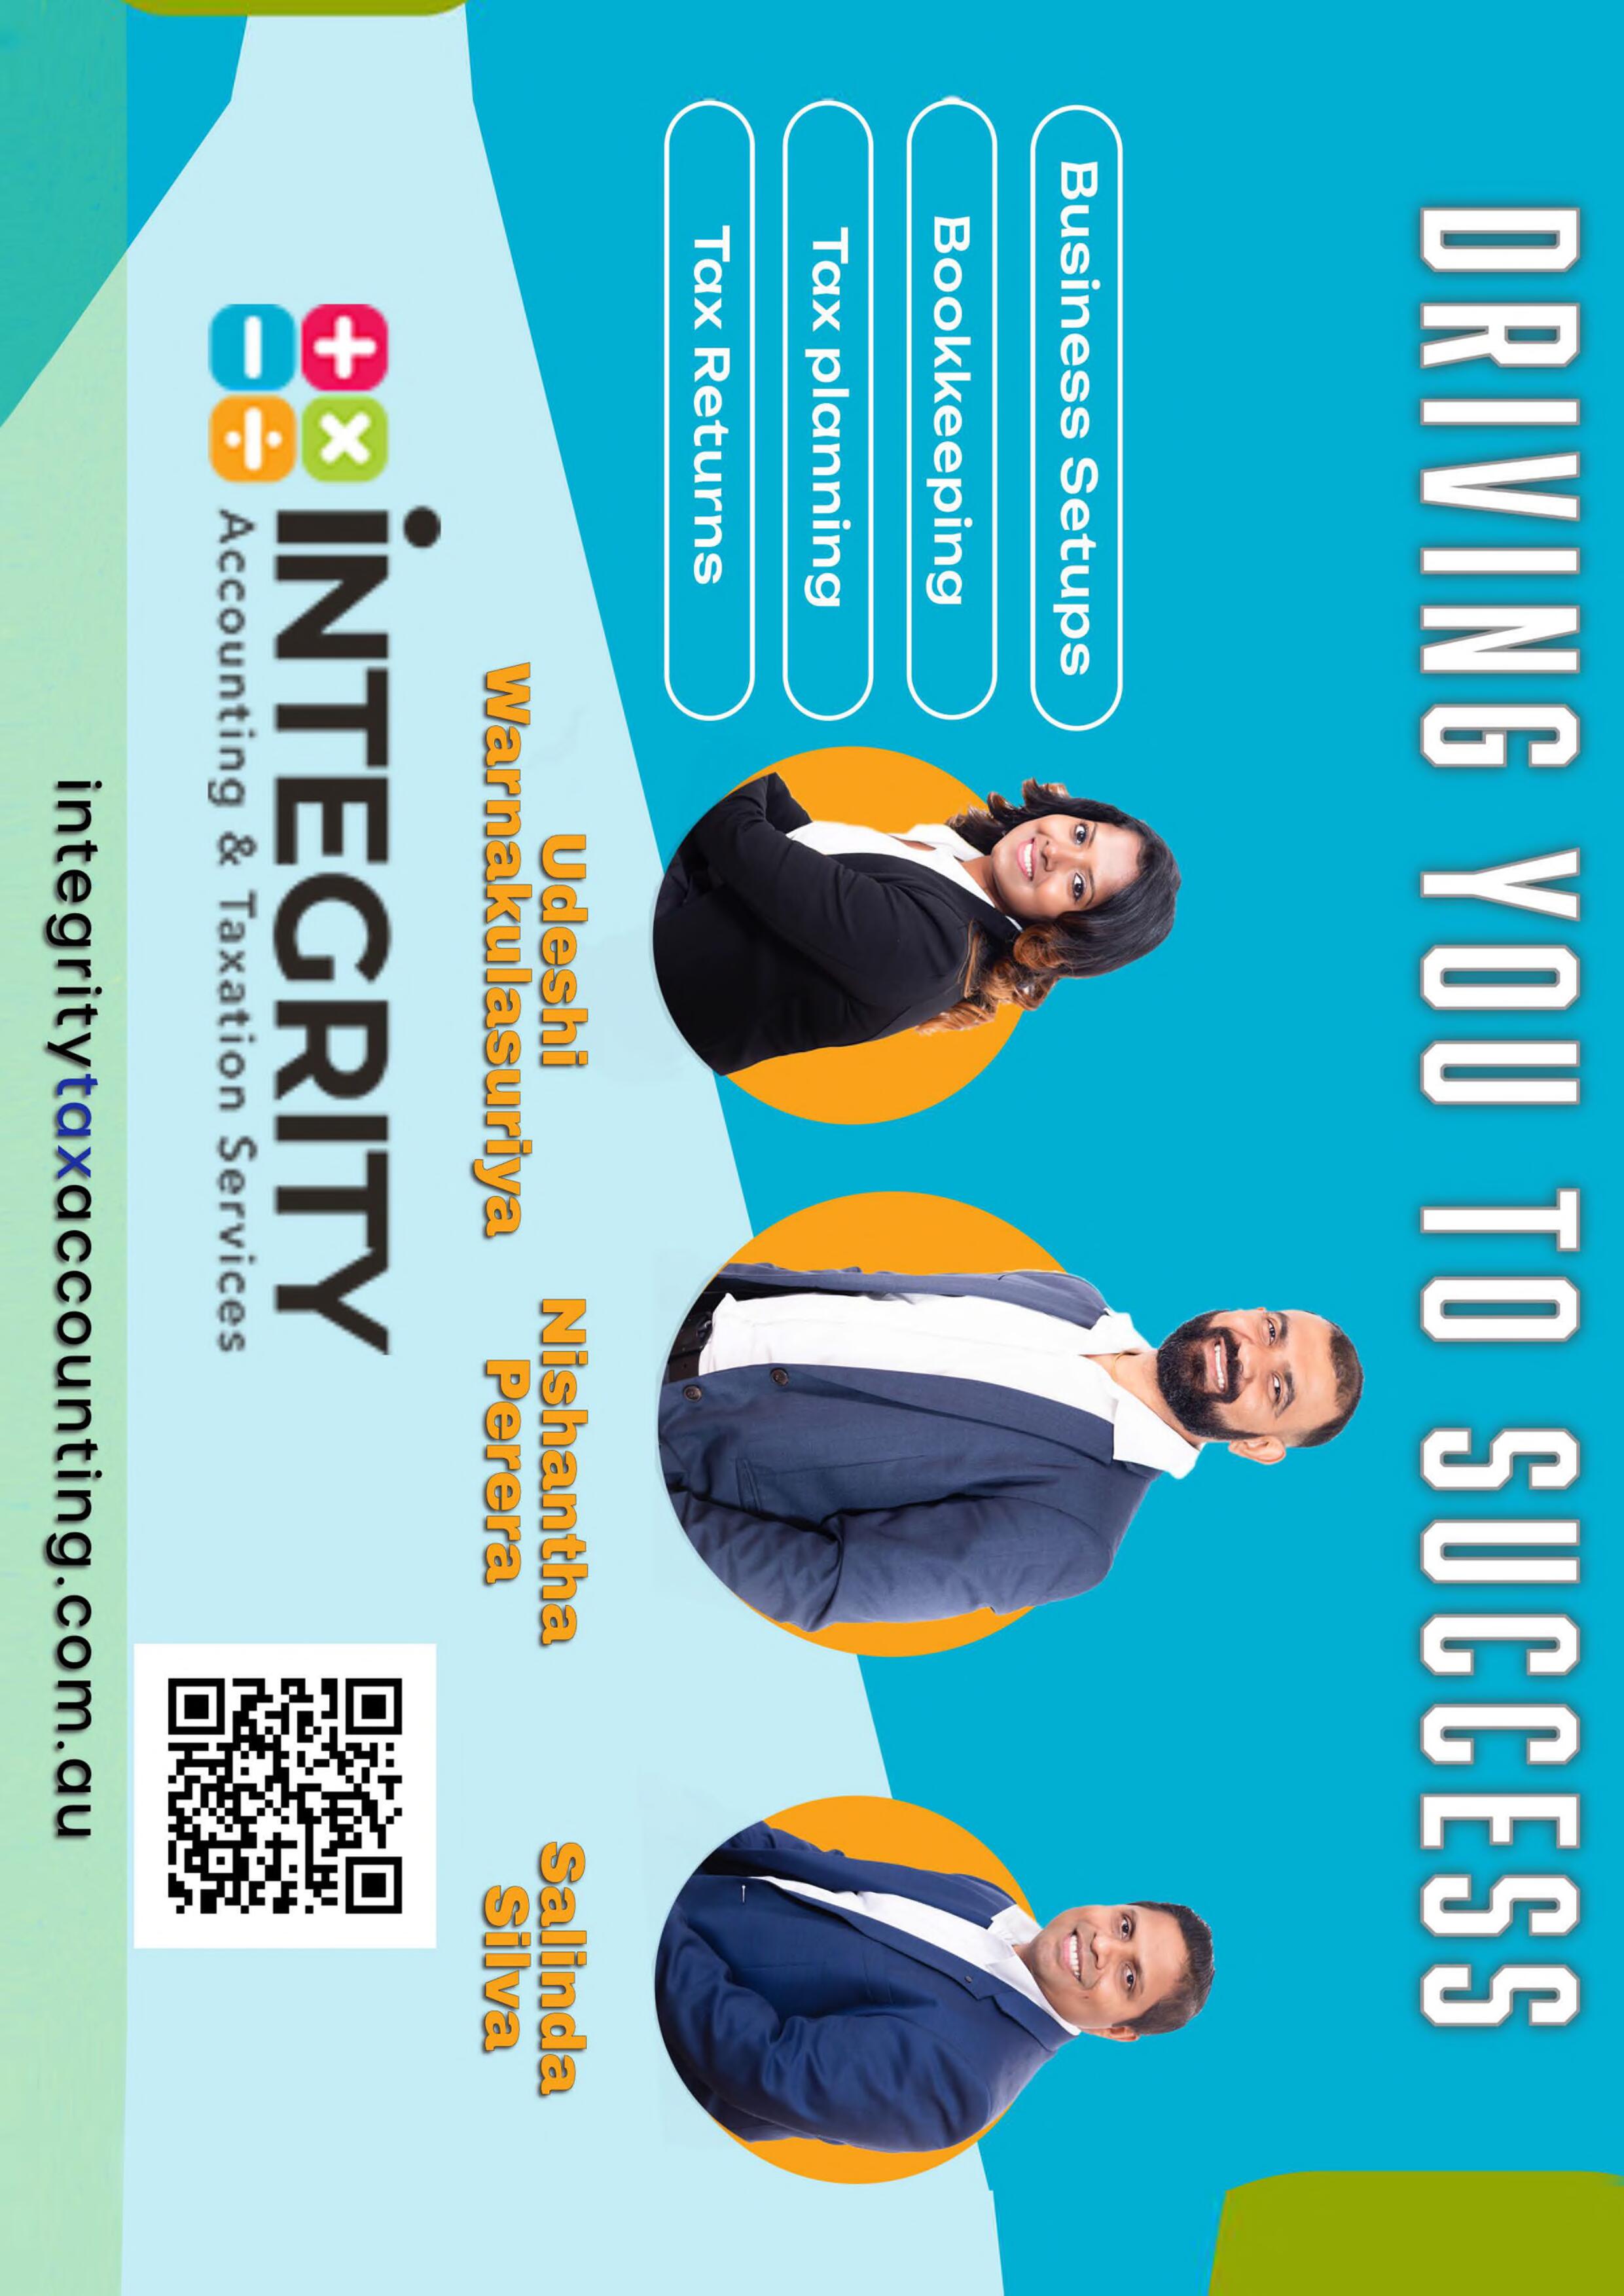 DRIVING YOU TO SUCCESS
Business Setups
Bookkeeping
Tax planning
Tax Returns
Udeshi
Warnakulasuriya
Nishantha
Perera
Salinda
Silva
iNTEGRITY
Accounting & Taxation Services
integritytaxaccounting.com.au